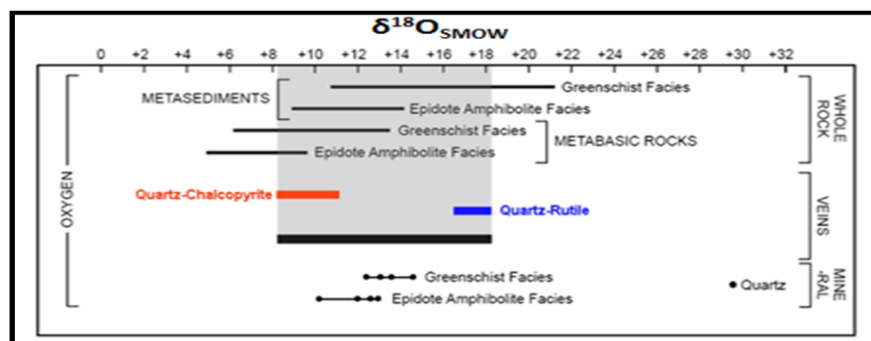 δ¹⁸O SMOW
0 +2 +4 +6 +8 +10 +12 +14 +16 +18 +22 +24 +26 +28 +30 +32
METASEDIMENTS
Greenschist Facies
Epidote Amphibolite Facies
Greenschist Facies
METABASIC ROCKS
Epidote Amphibolite Facies
WHOLE
ROCK
OXYGEN
Quartz-Chalcopyrite
Quartz-Rutile
VEINS
Greenschist Facies
Quartz
Epidote Amphibolite Facies
MINE
-RAL